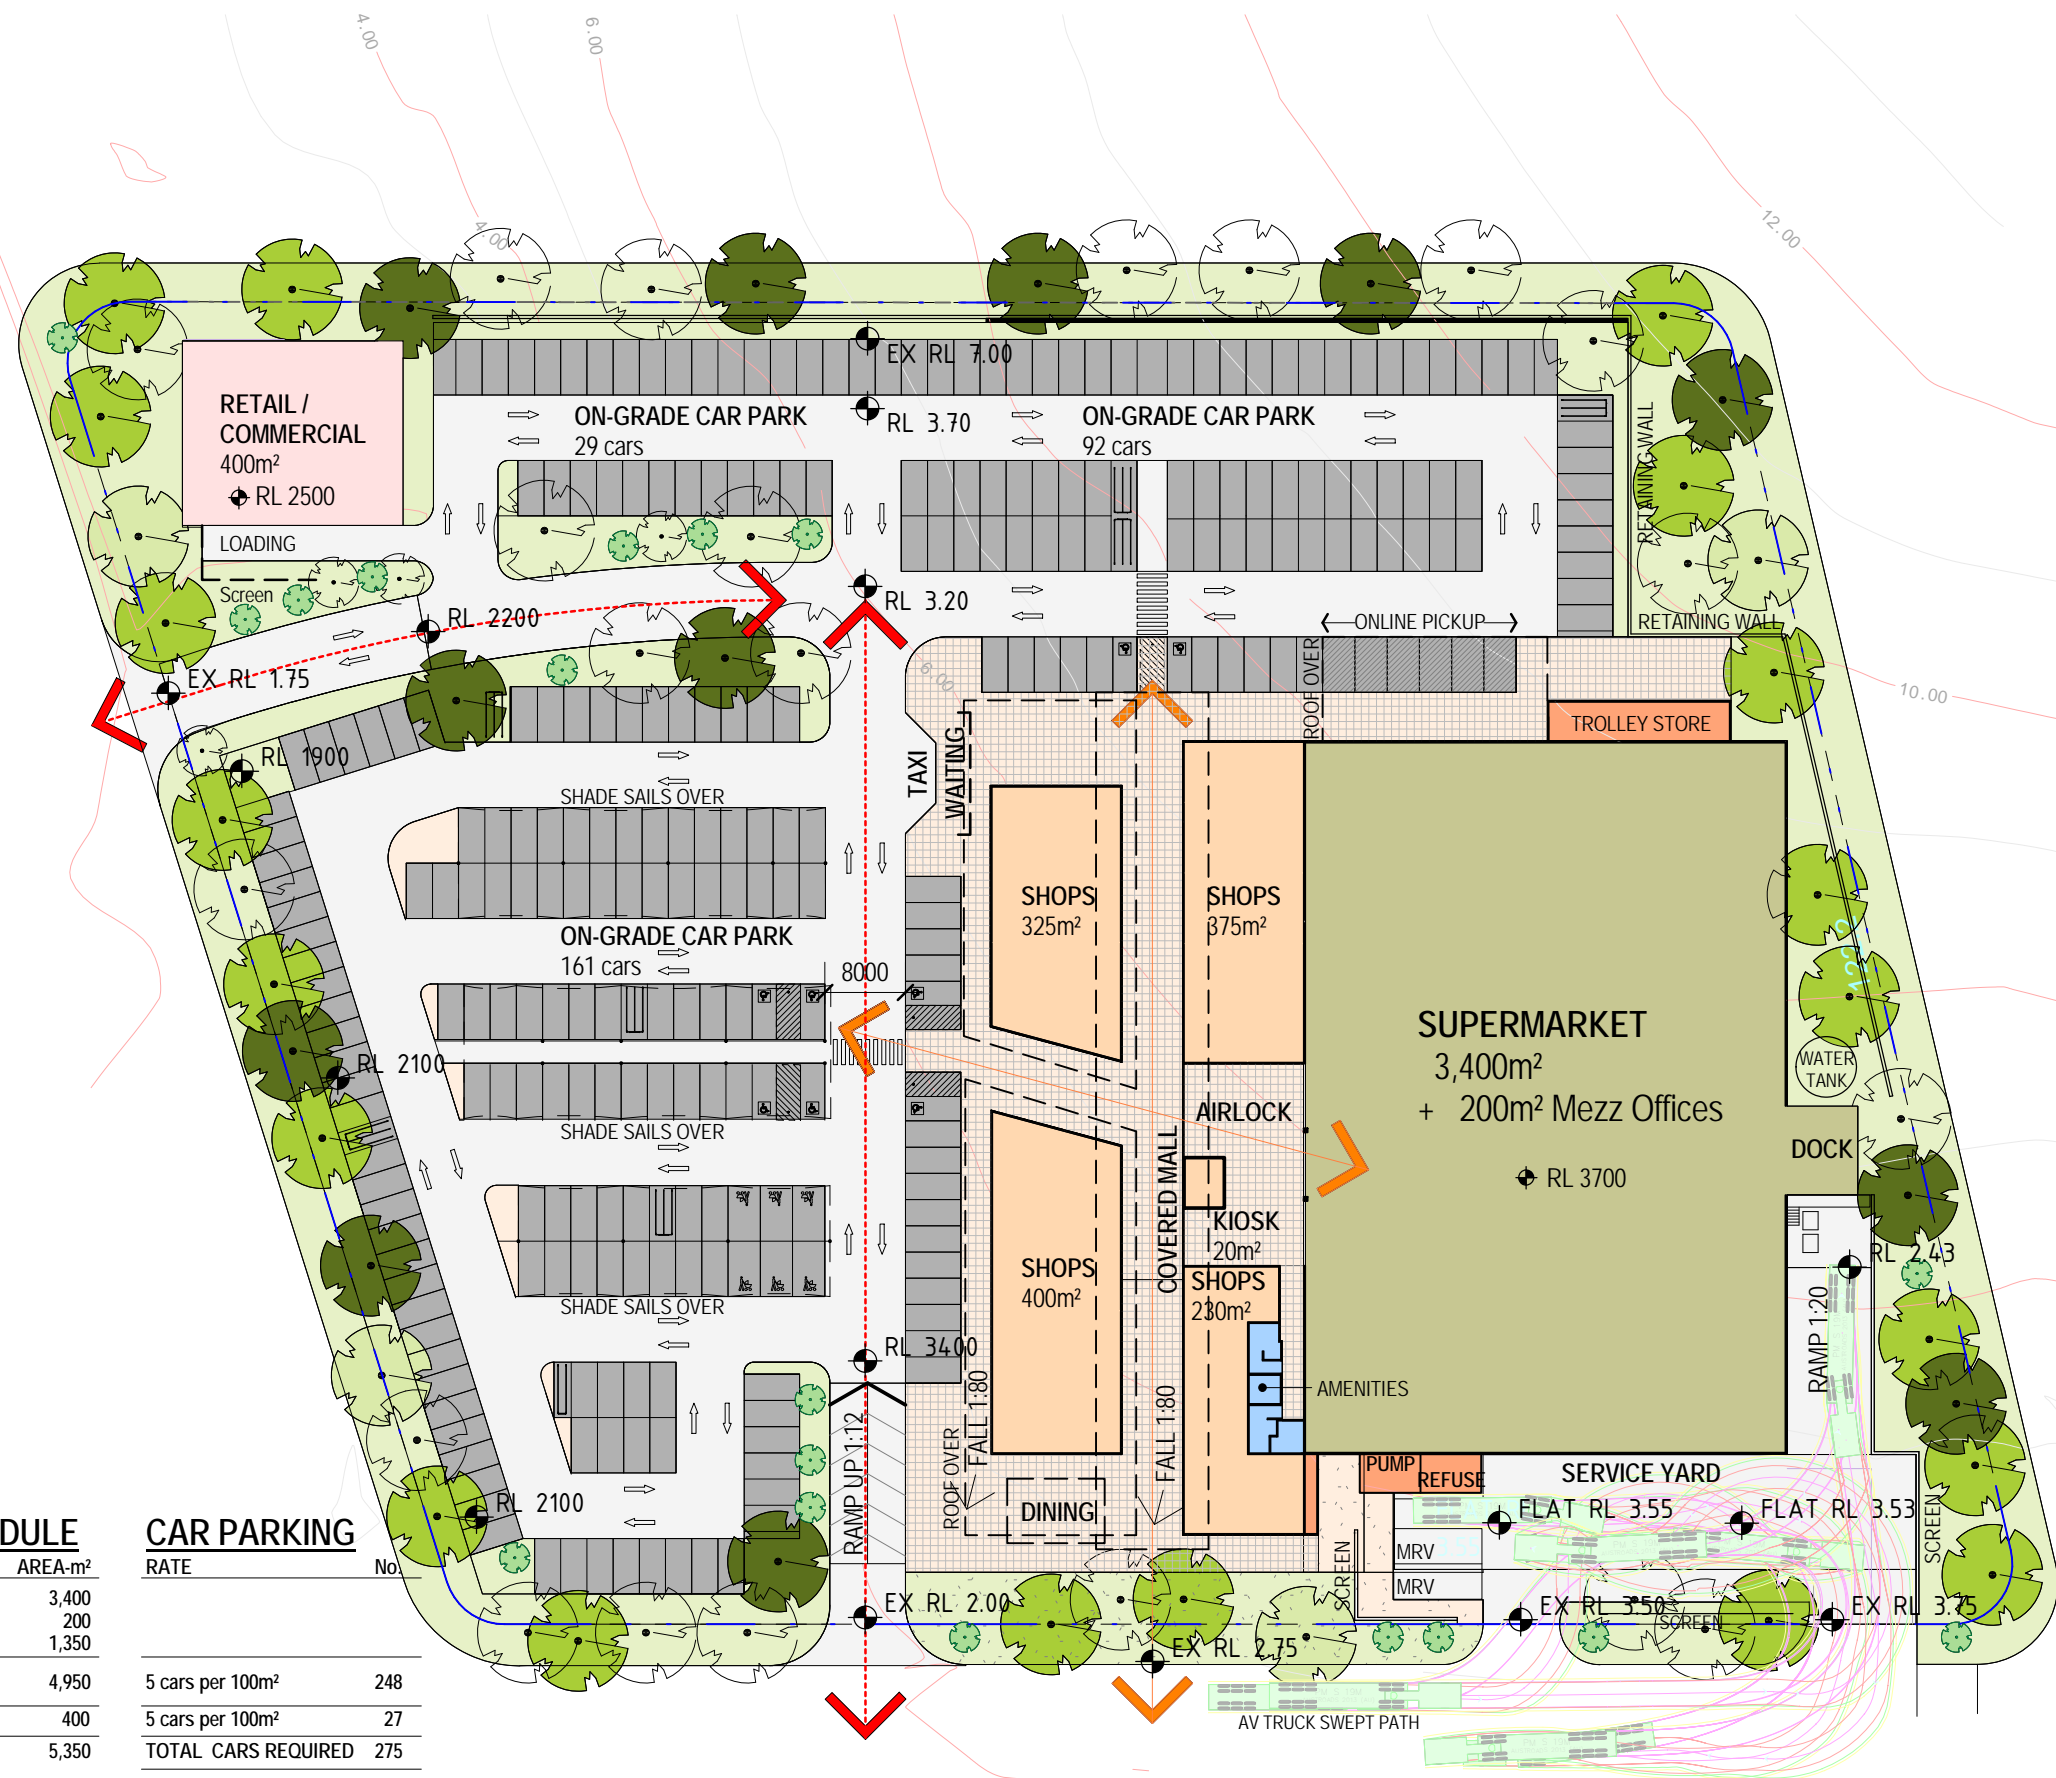 4.00
6.00
4.00
12.00
EX RL 7.00
RETAIL /
COMMERCIAL
400m²
RL 2500
ON-GRADE CAR PARK
29 cars
RL 3.70
ON-GRADE CAR PARK
92 cars
RETAINING WALL
LOADING
Screen
RL 2200
RL 3.20
ONLINE PICKUP
RETAINING WALL
EX RL 1.75
6.00
ROOF OVER
10.00
TROLLEY STORE
RL 1900
TAXI
WAITING
SHADE SAILS OVER
SHOPS
325m²
SHOPS
375m²
ON-GRADE CAR PARK
161 cars
8000
122.2
SUPERMARKET
3,400m²
+ 200m² Mezz Offices
RL 3700
WATER
TANK
RL 2100
AIRLOCK
SHADE SAILS OVER
COVERED MALL
DOCK
KIOSK
20m²
SHOPS
400m²
SHOPS
230m²
RL 2.43
SHADE SAILS OVER
RAMP 1:20
RL 3400
AMENITIES
RAMP UP 1:12
ROOF OVER
FALL 1:80
FALL 1:80
PUMP
REFUSE
SERVICE YARD
RL 2100
DINING
FLAT RL 3.55
FLAT RL 3.53
SCREEN
SCREEN
MRV
MRV
EX RL 2.00
EX RL 3.50
SCREEN
EX RL 3.75
EX RL 2.75
AV TRUCK SWEPT PATH
DULE
AREA-m²
3,400
200
1,350
4,950
400
5,350
CAR PARKING
RATE No.
5 cars per 100m² 248
5 cars per 100m² 27
TOTAL CARS REQUIRED 275